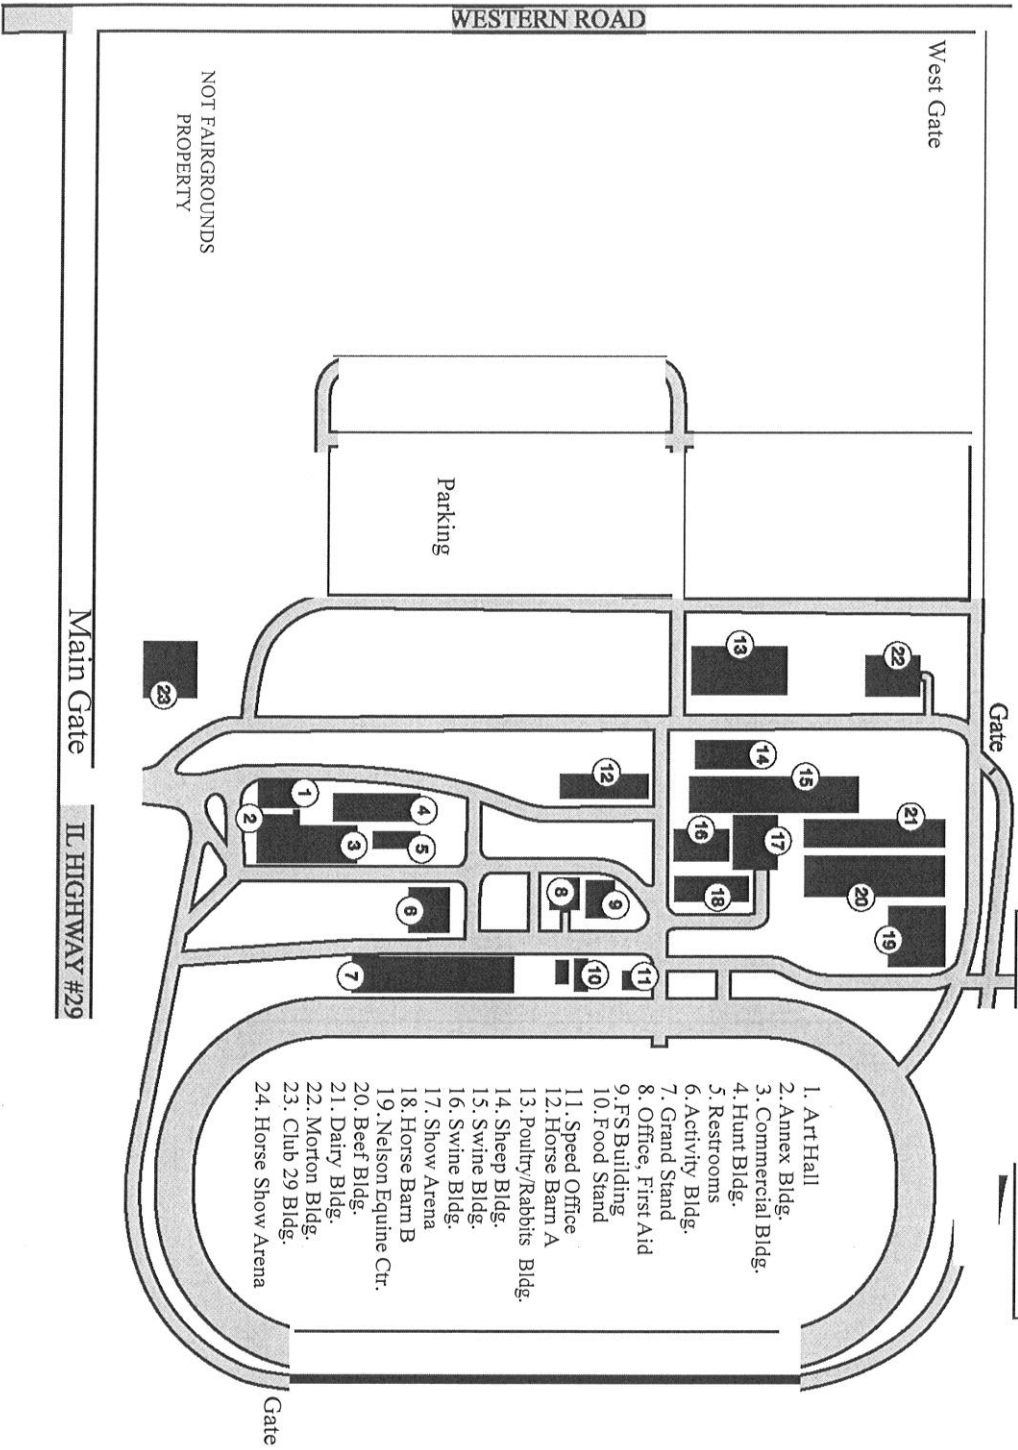 WESTERN ROAD
West Gate
NOT FAIRGROUNDS
PROPERTY
Parking
Main Gate
IL HIGHWAY #29
Gate
22
13
23
14
15
12
21
17
16
1
4
2
5
3
20
18
9
8
6
19
11
10
7
1. Art Hall
2. Annex Bldg.
3. Commercial Bldg.
4. Hunt Bldg.
5. Restrooms
6. Activity Bldg.
7. Grand Stand
8. Office, First Aid
9. FS Building
10. Food Stand
11. Speed Office
12. Horse Barn A
13. Poultry/Rabbits Bldg.
14. Sheep Bldg.
15. Swine Bldg.
16. Swine Bldg.
17. Show Arena
18. Horse Barn B
19. Nelson Equine Ctr.
20. Beef Bldg.
21. Dairy Bldg.
22. Morton Bldg.
23. Club 29 Bldg.
24. Horse Show Arena
Gate